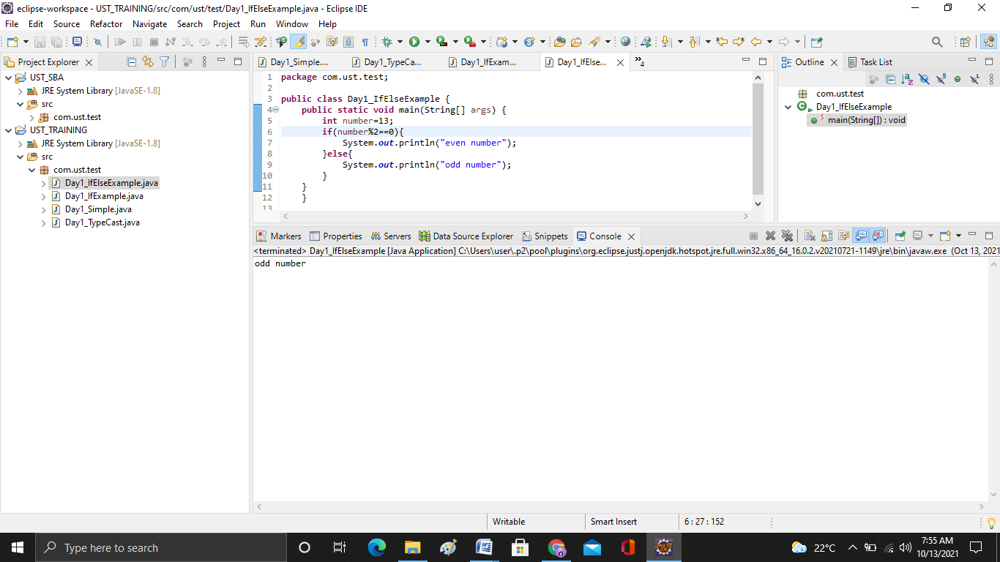 eclipse-workspace - UST_TRAINING/src/com/ust/test/Day1_IfElseExample.java - Eclipse IDE
File Edit Source Refactor Navigate Search Project Run Window Help
Project Explorer
UST_SBA
JRE System Library [JavaSE-1.8]
src
com.ust.test
UST_TRAINING
JRE System Library [JavaSE-1.8]
src
com.ust.test
Day1_IfElseExample.java
Day1_IfExample.java
Day1_Simple.java
Day1_TypeCast.java
Day1_Simple.... Day1_TypeCa... Day1_IfExam... Day1_IfElse... »4
1 package com.ust.test;
2
3 public class Day1_IfElseExample {
4 public static void main(String[] args) {
5 int number=13;
6 if(number%2==0){
7 System.out.println("even number");
8 }else{
9 System.out.println("odd number");
10 }
11 }
12 }
13
Outline Task List
com.ust.test
Day1_IfElseExample
main(String[]) : void
Markers Properties Servers Data Source Explorer Snippets Console
<terminated> Day1_IfElseExample [Java Application] C:\Users\user\.p2\pool\plugins\org.eclipse.justj.openjdk.hotspot.jre.full.win32.x86_64_16.0.2.v20210721-1149\jre\bin\javaw.exe (Oct 13, 2021
odd number
Writable Smart Insert 6 : 27 : 152
Type here to search
22°C
7:55 AM
10/13/2021